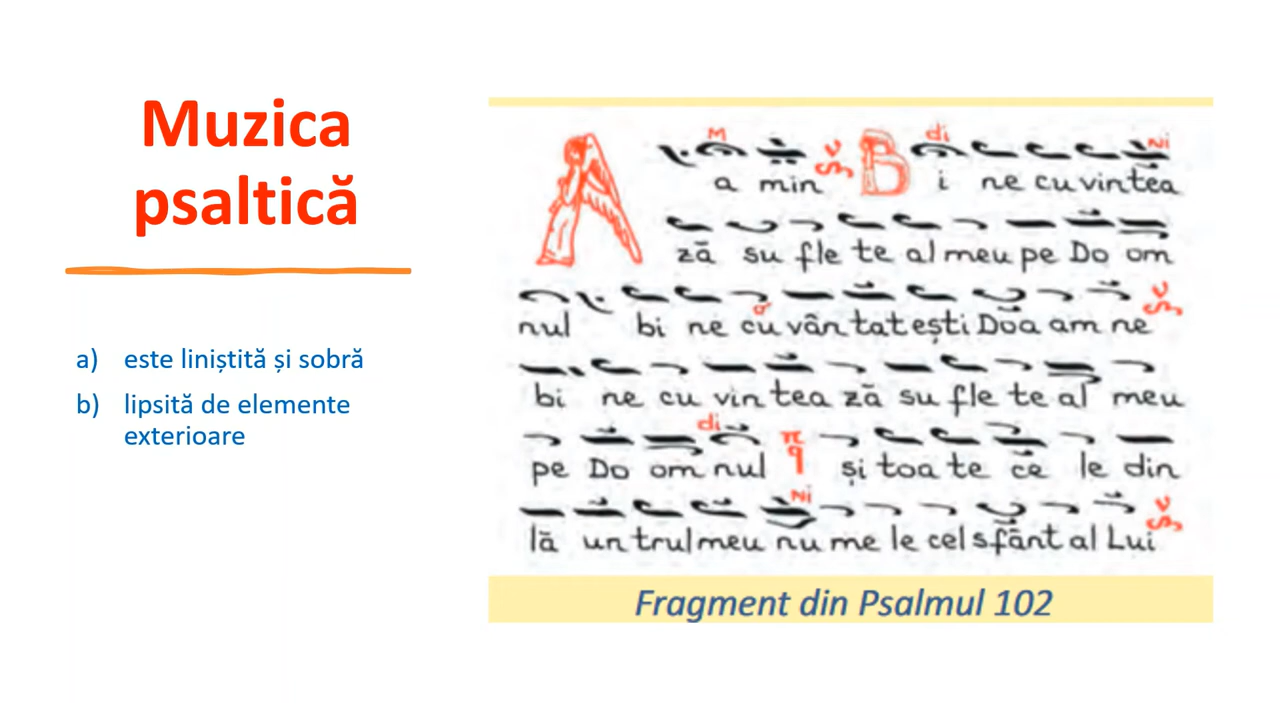 Muzica
psaltică
a) este liniștită și sobră
b) lipsită de elemente
exterioare
M di Ni
A a min B i ne cu vin tea
ză su fle te al meu pe Do om
nul bi ne cu vân tat ești Doa am ne
bi ne cu vin tea ză su fle te al meu
di
pe Do om nul și toa te ce le din
Ni
lă un trul meu nu me le cel sfânt al Lui
Fragment din Psalmul 102